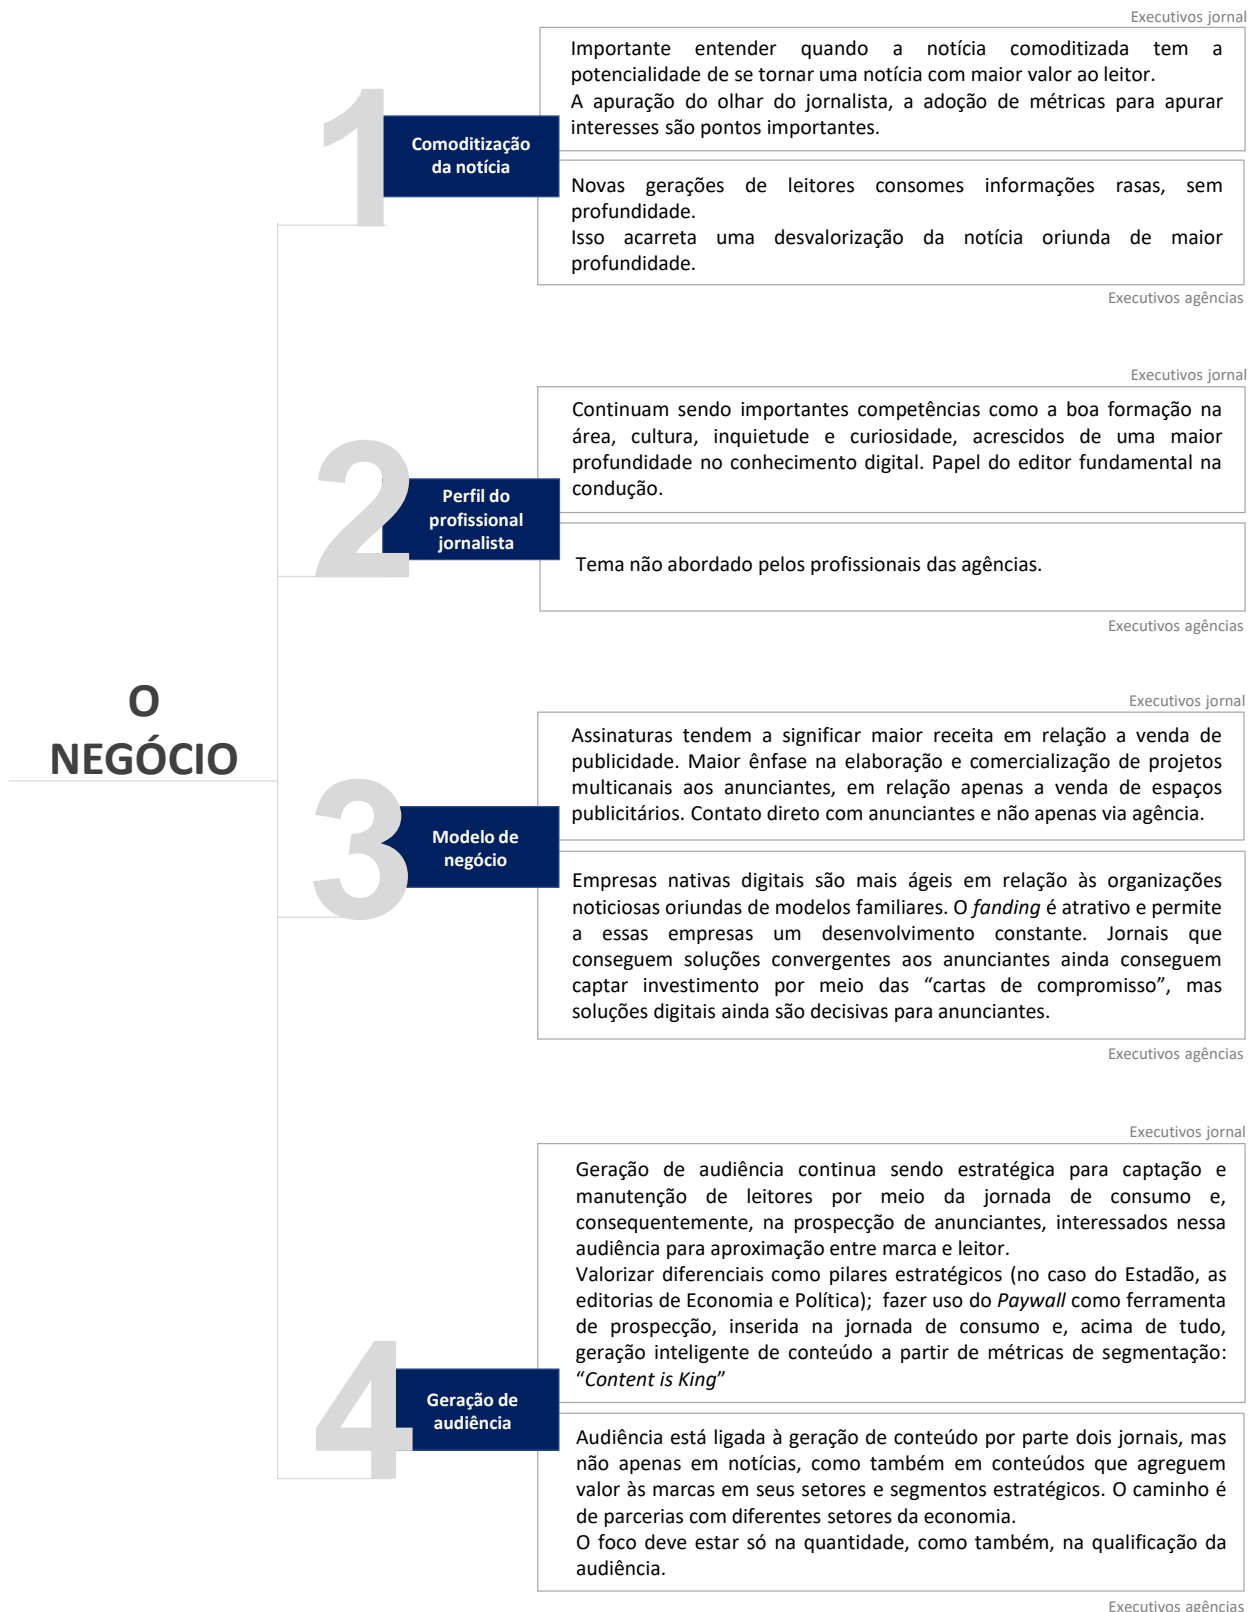 Executivos jornal
Importante entender quando a notícia comoditizada tem a
potencialidade de se tornar uma notícia com maior valor ao leitor.
A apuração do olhar do jornalista, a adoção de métricas para apurar
interesses são pontos importantes.
1
Comoditização
da notícia
Novas gerações de leitores consomes informações rasas, sem
profundidade.
Isso acarreta uma desvalorização da notícia oriunda de maior
profundidade.
Executivos agências
Executivos jornal
Continuam sendo importantes competências como a boa formação na
área, cultura, inquietude e curiosidade, acrescidos de uma maior
profundidade no conhecimento digital. Papel do editor fundamental na
condução.
2
Perfil do
profissional
jornalista
Tema não abordado pelos profissionais das agências.
Executivos agências
O
NEGÓCIO
Executivos jornal
Assinaturas tendem a significar maior receita em relação a venda de
publicidade. Maior ênfase na elaboração e comercialização de projetos
multicanais aos anunciantes, em relação apenas a venda de espaços
publicitários. Contato direto com anunciantes e não apenas via agência.
3
Modelo de
negócio
Empresas nativas digitais são mais ágeis em relação às organizações
noticiosas oriundas de modelos familiares. O fanding é atrativo e permite
a essas empresas um desenvolvimento constante. Jornais que
conseguem soluções convergentes aos anunciantes ainda conseguem
captar investimento por meio das “cartas de compromisso”, mas
soluções digitais ainda são decisivas para anunciantes.
Executivos agências
Executivos jornal
Geração de audiência continua sendo estratégica para captação e
manutenção de leitores por meio da jornada de consumo e,
consequentemente, na prospecção de anunciantes, interessados nessa
audiência para aproximação entre marca e leitor.
Valorizar diferenciais como pilares estratégicos (no caso do Estadão, as
editorias de Economia e Política); fazer uso do Paywall como ferramenta
de prospecção, inserida na jornada de consumo e, acima de tudo,
geração inteligente de conteúdo a partir de métricas de segmentação:
“Content is King”
4
Geração de
audiência
Audiência está ligada à geração de conteúdo por parte dois jornais, mas
não apenas em notícias, como também em conteúdos que agreguem
valor às marcas em seus setores e segmentos estratégicos. O caminho é
de parcerias com diferentes setores da economia.
O foco deve estar só na quantidade, como também, na qualificação da
audiência.
Executivos agências